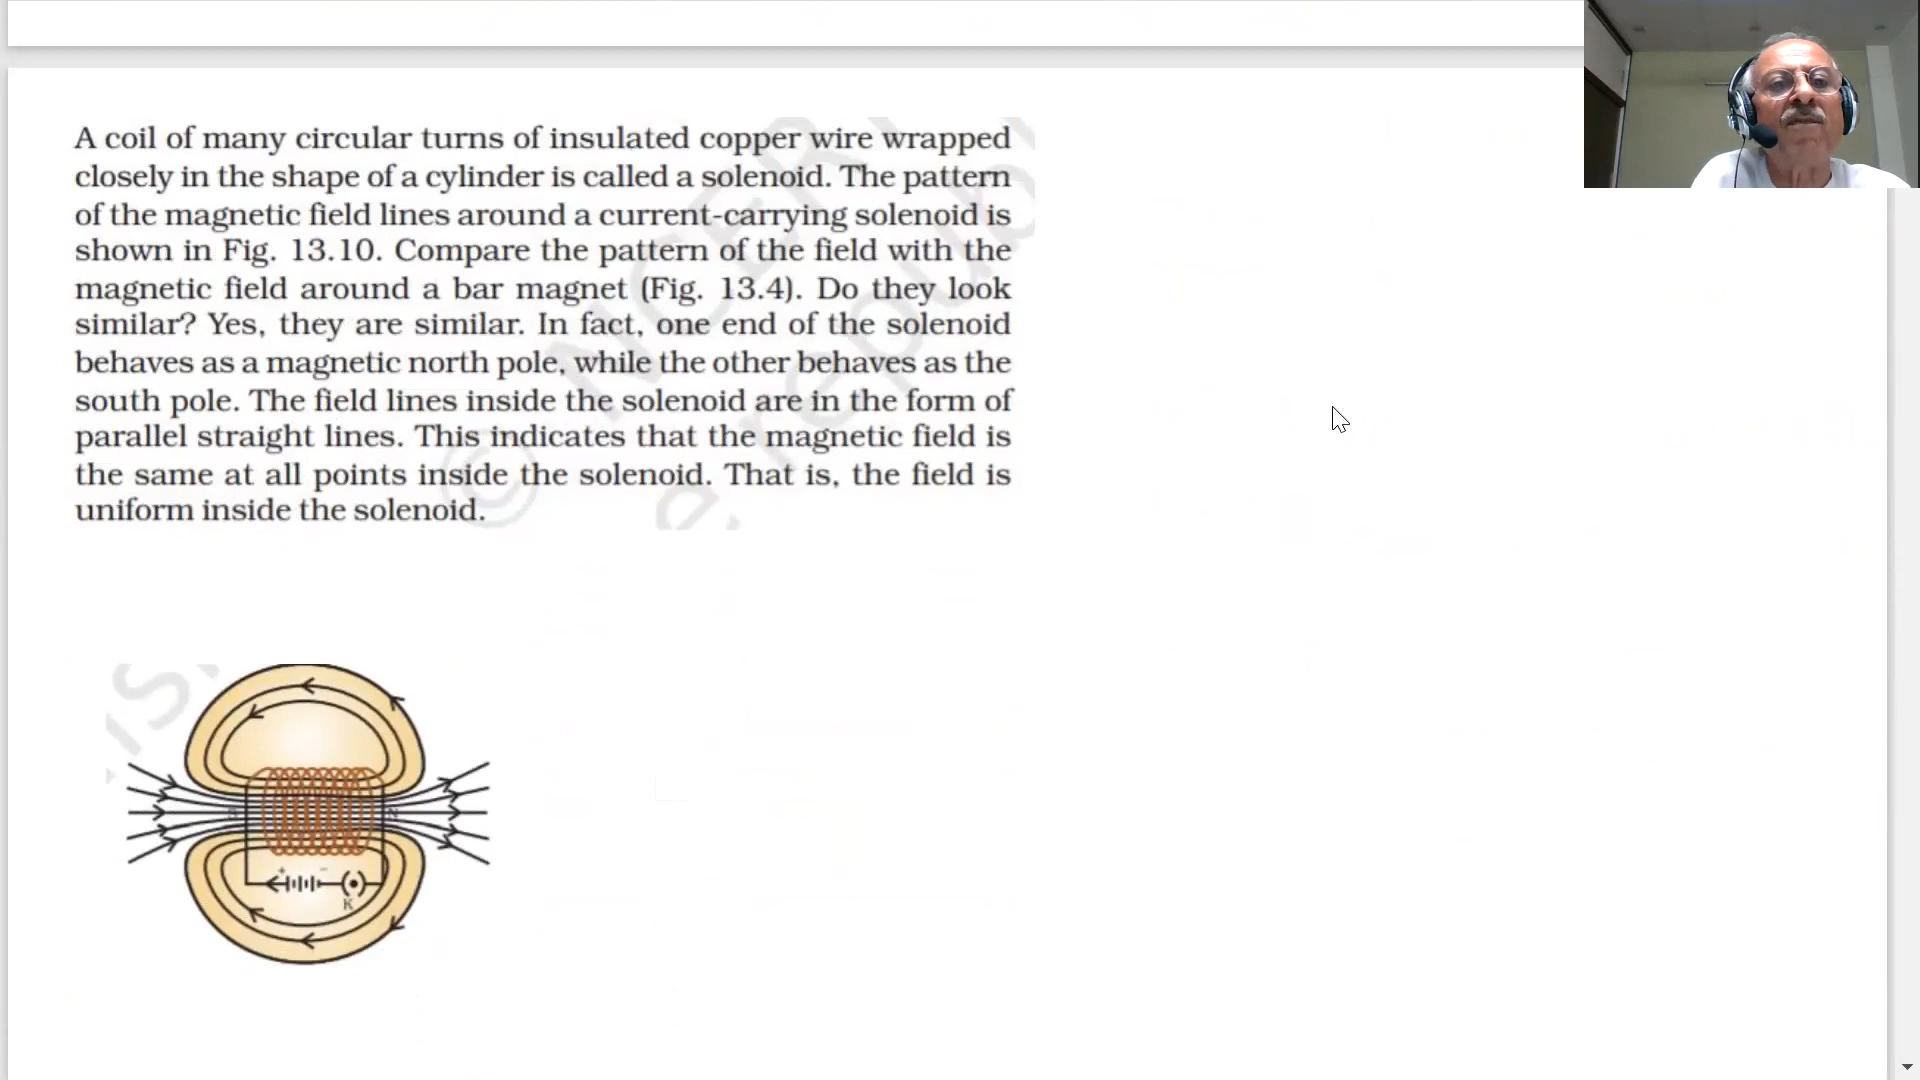 A coil of many circular turns of insulated copper wire wrapped
closely in the shape of a cylinder is called a solenoid. The pattern
of the magnetic field lines around a current-carrying solenoid is
shown in Fig. 13.10. Compare the pattern of the field with the
magnetic field around a bar magnet (Fig. 13.4). Do they look
similar? Yes, they are similar. In fact, one end of the solenoid
behaves as a magnetic north pole, while the other behaves as the
south pole. The field lines inside the solenoid are in the form of
parallel straight lines. This indicates that the magnetic field is
the same at all points inside the solenoid. That is, the field is
uniform inside the solenoid.
© NCER
republ
S N
+ −
K